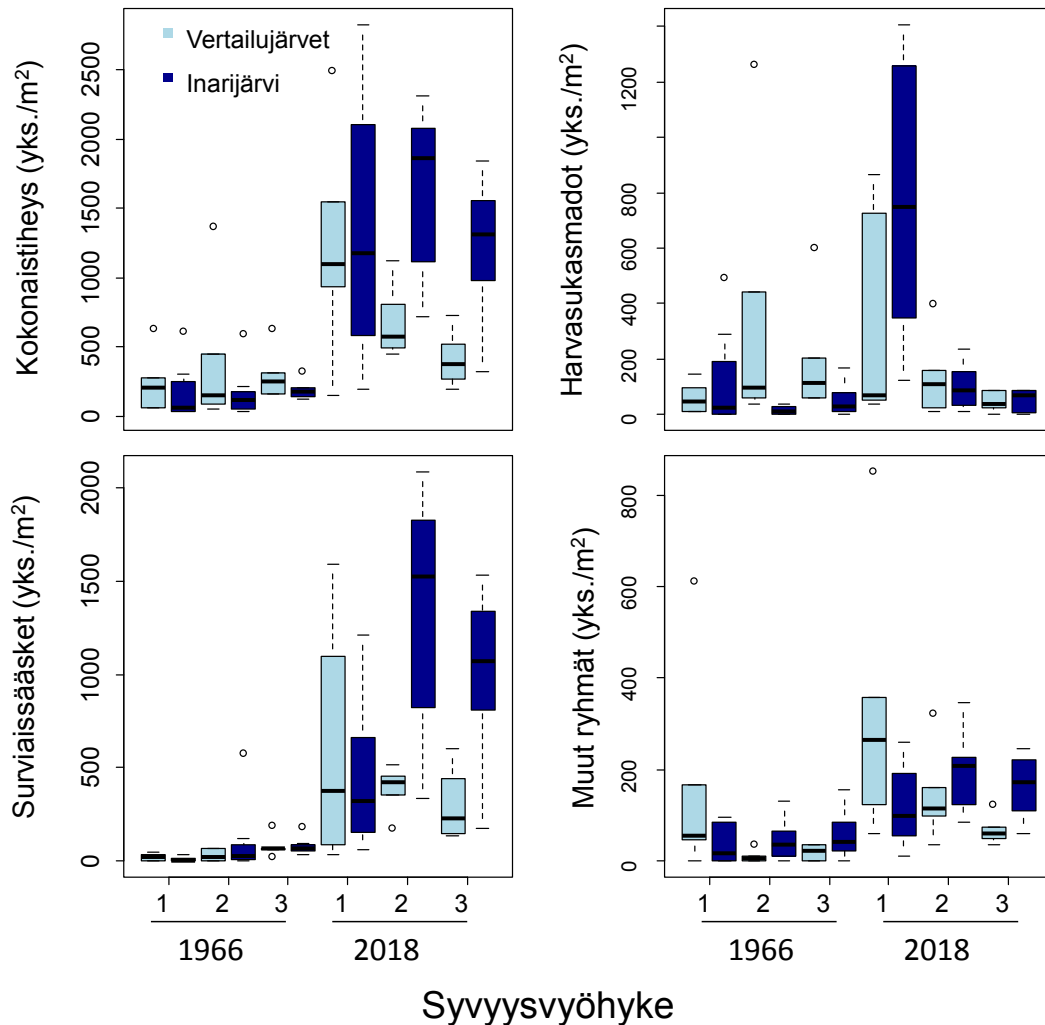 Kokonaistiheys (yks./m²)
0 500 1000 1500 2000 2500
Vertailujärvet
Inarijärvi
Harvasukasmadot (yks./m²)
0 200 400 600 800 1200
Surviaissääsket (yks./m²)
0 500 1000 1500 2000
Muut ryhmät (yks./m²)
0 200 400 600 800
1 2 3 1 2 3
1966 2018
1 2 3 1 2 3
1966 2018
Syvyysvyöhyke